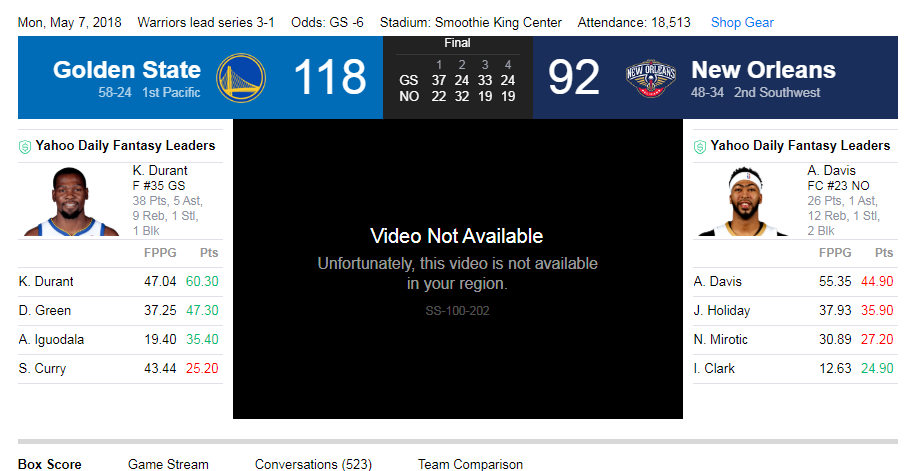 Mon, May 7, 2018 Warriors lead series 3-1 Odds: GS -6 Stadium: Smoothie King Center Attendance: 18,513 Shop Gear
Final
Golden State
58-24 1st Pacific
118
1 2 3 4
GS 37 24 33 24
NO 22 32 19 19
92
NEW ORLEANS
New Orleans
48-34 2nd Southwest
Yahoo Daily Fantasy Leaders
K. Durant
F #35 GS
38 Pts, 5 Ast,
9 Reb, 1 Stl,
1 Blk
FPPG Pts
K. Durant 47.04 60.30
D. Green 37.25 47.30
A. Iguodala 19.40 35.40
S. Curry 43.44 25.20
Video Not Available
Unfortunately, this video is not available
in your region.
SS-100-202
Yahoo Daily Fantasy Leaders
A. Davis
FC #23 NO
26 Pts, 1 Ast,
12 Reb, 1 Stl,
2 Blk
FPPG Pts
A. Davis 55.35 44.90
J. Holiday 37.93 35.90
N. Mirotic 30.89 27.20
I. Clark 12.63 24.90
Box Score Game Stream Conversations (523) Team Comparison